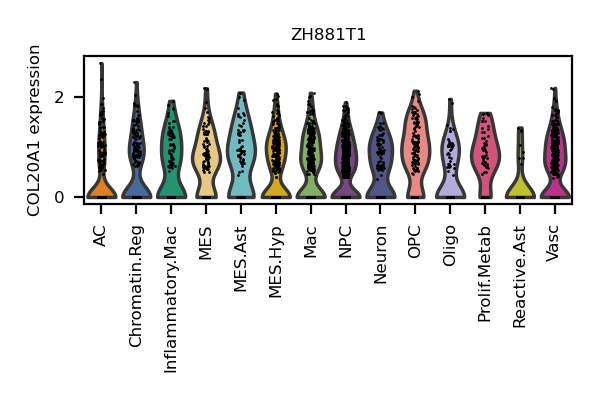 ZH881T1
COL20A1 expression
2
0
AC
Chromatin.Reg
Inflammatory.Mac
MES
MES.Ast
MES.Hyp
Mac
NPC
Neuron
OPC
Oligo
Prolif.Metab
Reactive.Ast
Vasc